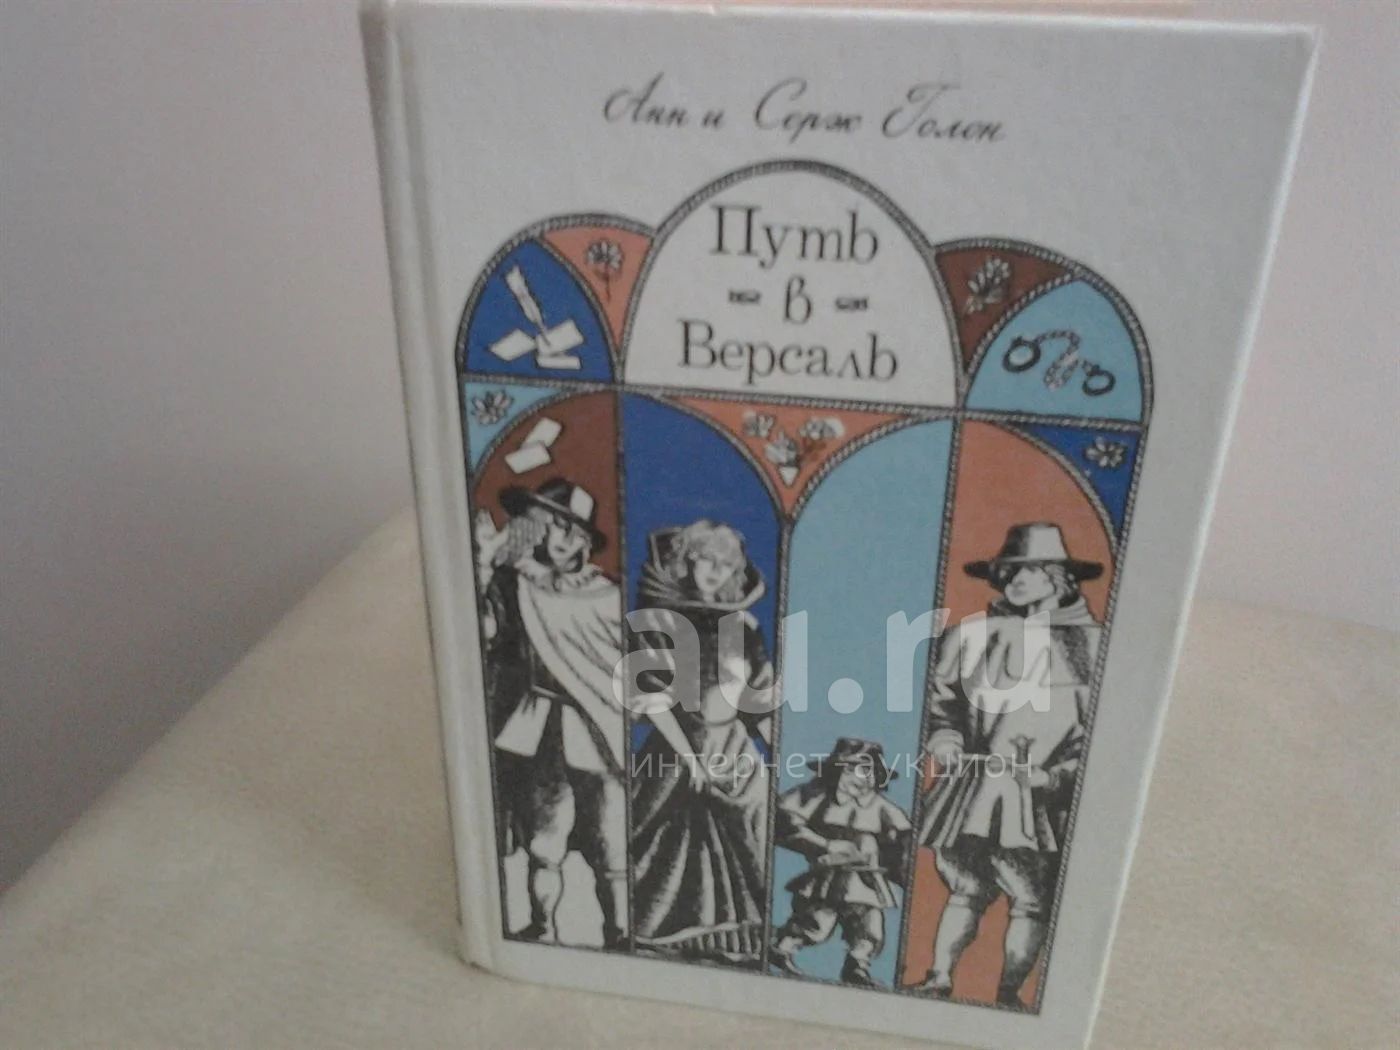 Анн и Серж Голон
Путь
в
Версаль
au.ru
интернет-аукцион